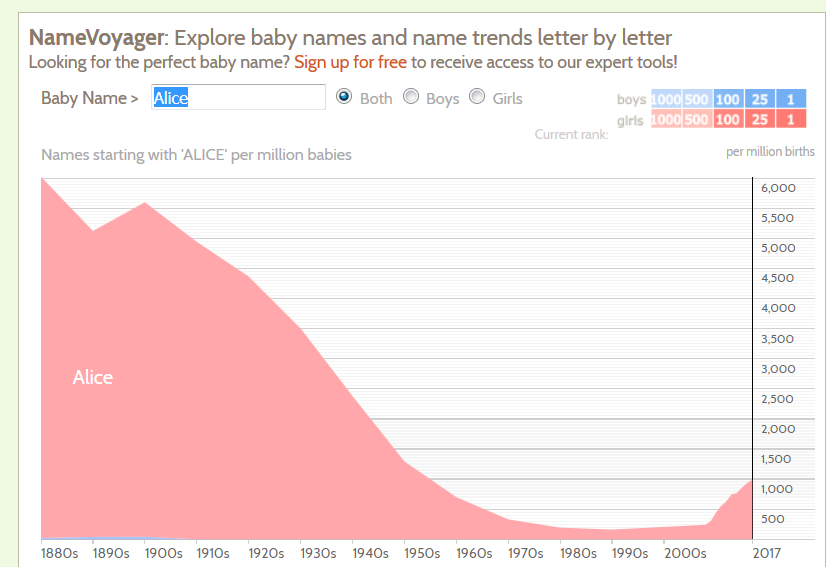 NameVoyager: Explore baby names and name trends letter by letter
Looking for the perfect baby name? Sign up for free to receive access to our expert tools!
Baby Name > Alice Both Boys Girls
boys 1000 500 100 25 1
girls 1000 500 100 25 1
Current rank:
Names starting with 'ALICE' per million babies
per million births
6,000
5,500
5,000
4,500
4,000
3,500
3,000
Alice
2,500
2,000
1,500
1,000
500
1880s 1890s 1900s 1910s 1920s 1930s 1940s 1950s 1960s 1970s 1980s 1990s 2000s 2017